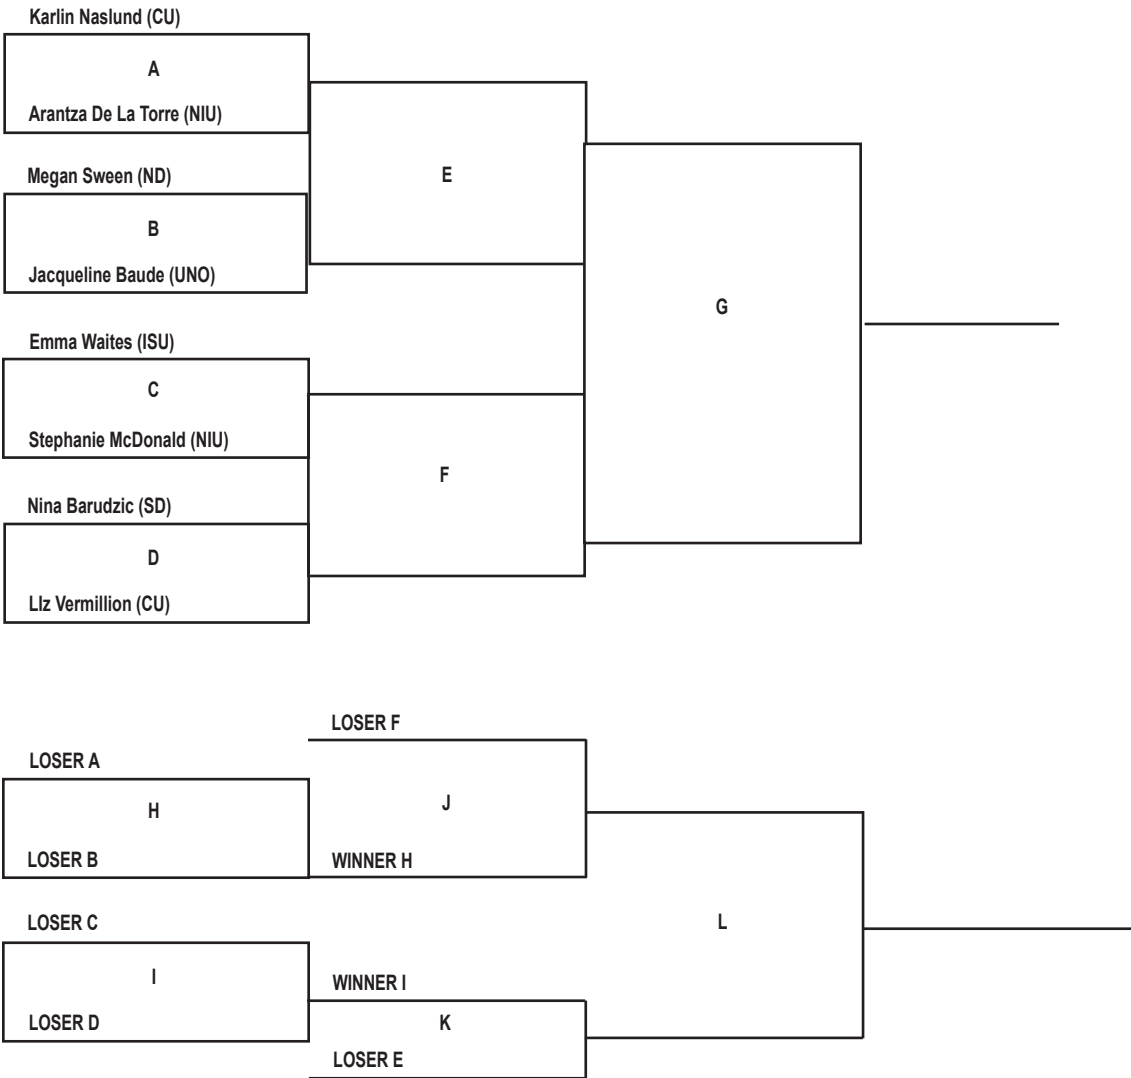 Karlin Naslund (CU)
A
Arantza De La Torre (NIU)
Megan Sween (ND)
E
B
Jacqueline Baude (UNO)
G
Emma Waites (ISU)
C
Stephanie McDonald (NIU)
F
Nina Barudzic (SD)
D
LIz Vermillion (CU)
LOSER F
LOSER A
H
J
LOSER B
WINNER H
LOSER C
L
I
WINNER I
LOSER D
K
LOSER E